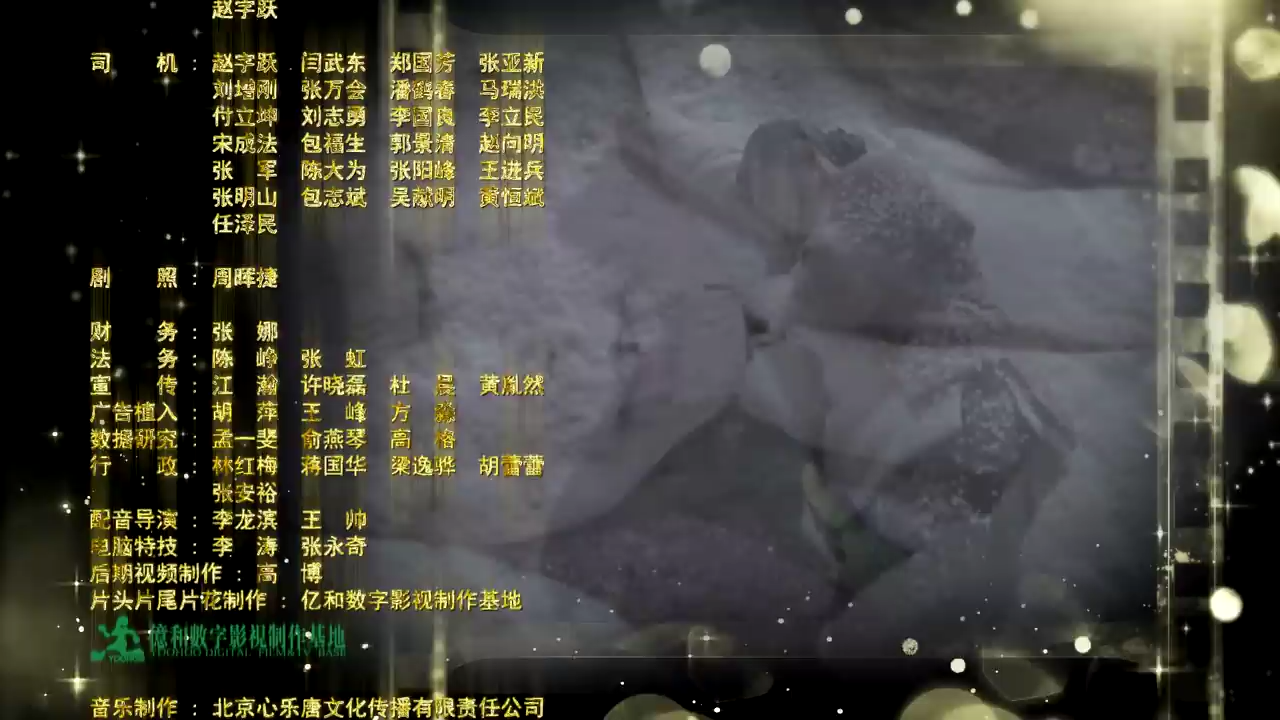 赵字跃
司 机 : 赵字跃 闫武东 郑国芳 张亚新
刘增刚 张万会 潘鹤春 马瑞洪
付立坤 刘志勇 李国良 李立民
宋成法 包福生 郭景清 赵向明
张 军 陈大为 张阳峰 王进兵
张明山 包志斌 吴献明 黄恒斌
任泽民
剧 照 : 周晖捷
财 务 : 张 娜
法 务 : 陈 峥 张 虹
宣 传 : 江 瀚 许晓磊 杜 晨 黄胤然
广告植入 : 胡 萍 王 峰 方 淼
数据研究 : 孟一斐 俞燕琴 高 格
行 政 : 林红梅 蒋国华 梁逸骅 胡蕾蕾
张安裕
配音导演 : 李龙滨 王 帅
电脑特技 : 李 涛 张永奇
后期视频制作 : 高 博
片头片尾片花制作 : 亿和数字影视制作基地
億和數字影視制作基地
音乐制作 : 北京心乐唐文化传播有限责任公司